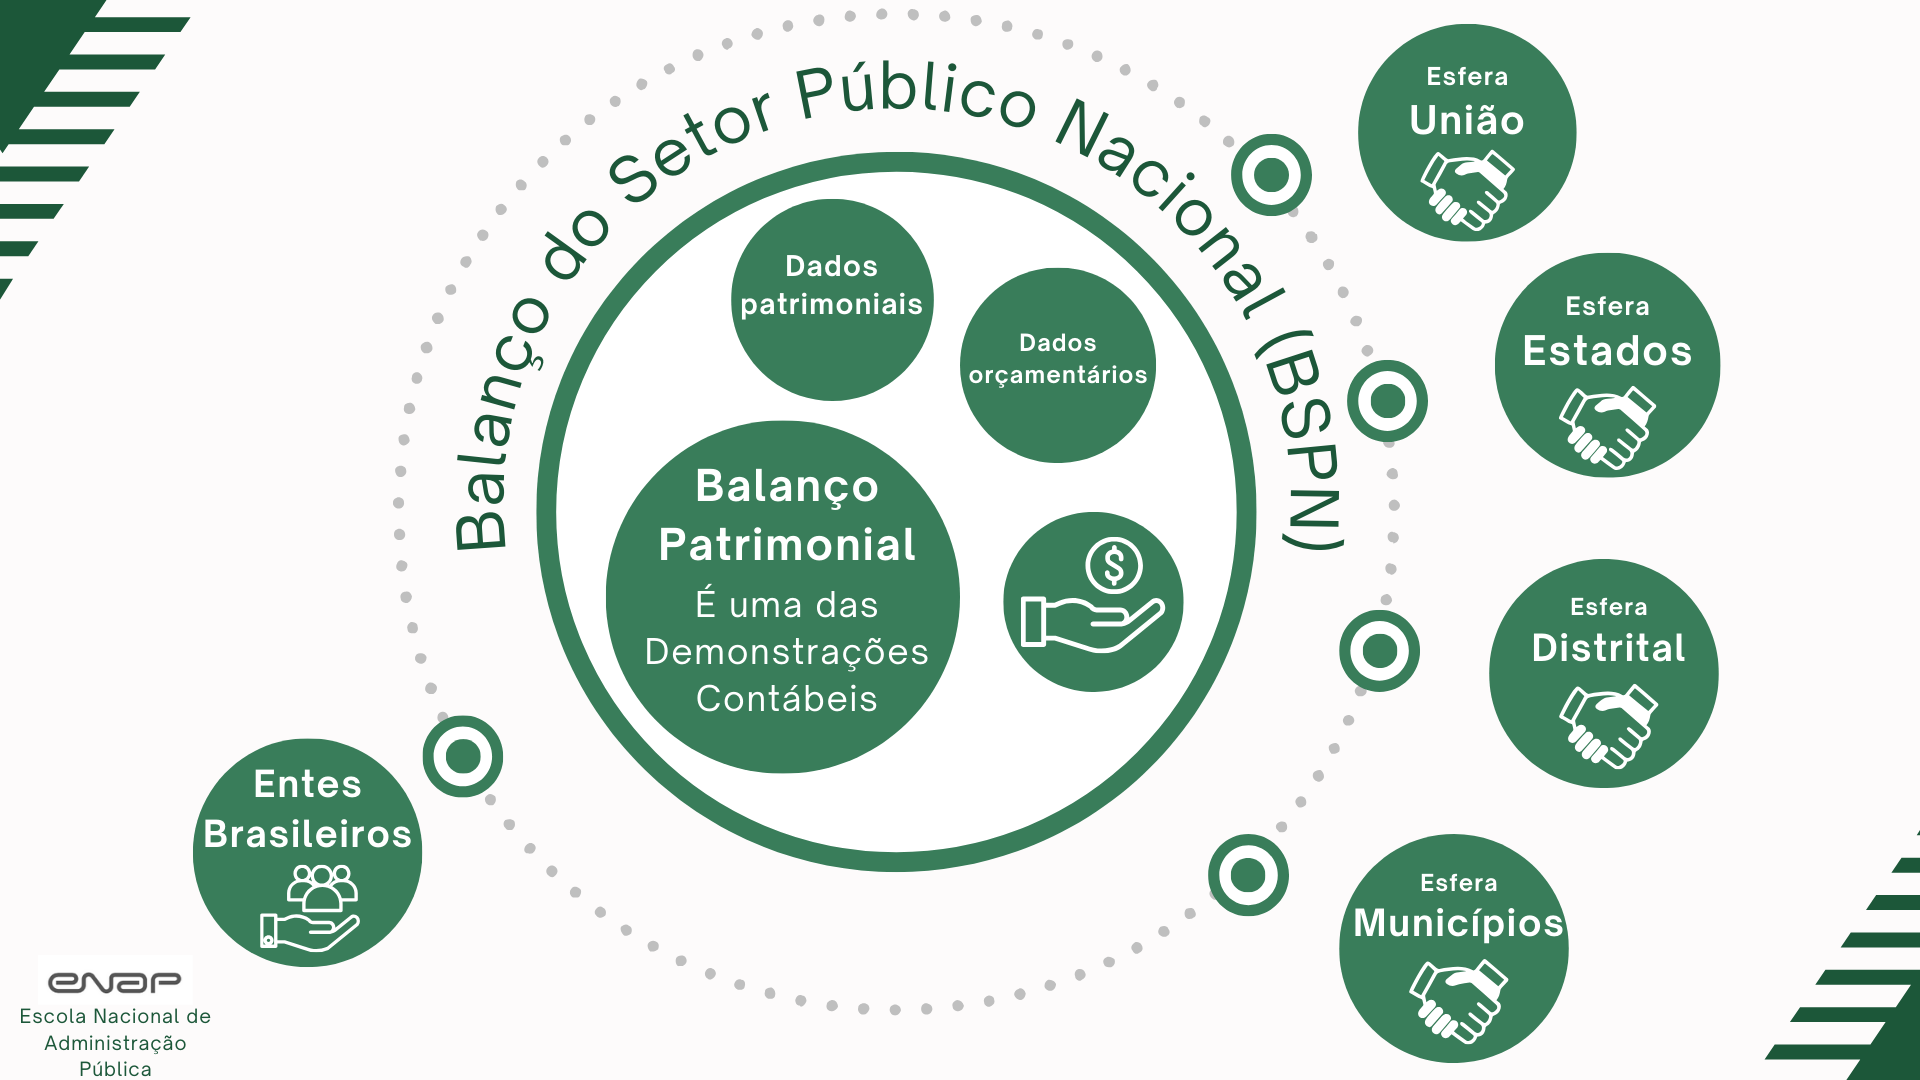 Balanço do Setor Público Nacional (BSPN)
Dados
patrimoniais
Dados
orçamentários
Balanço
Patrimonial
É uma das
Demonstrações
Contábeis
$
Esfera
União
Esfera
Estados
Esfera
Distrital
Esfera
Municípios
Entes
Brasileiros
enap
Escola Nacional de
Administração
Pública